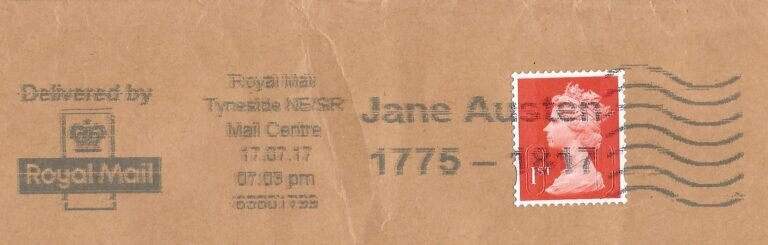 Delivered by
Royal Mail
Royal Mail
Tyneside NE/SR
Mail Centre
17.07.17
07:03 pm
Jane Austen
1775 – 1817
1ST